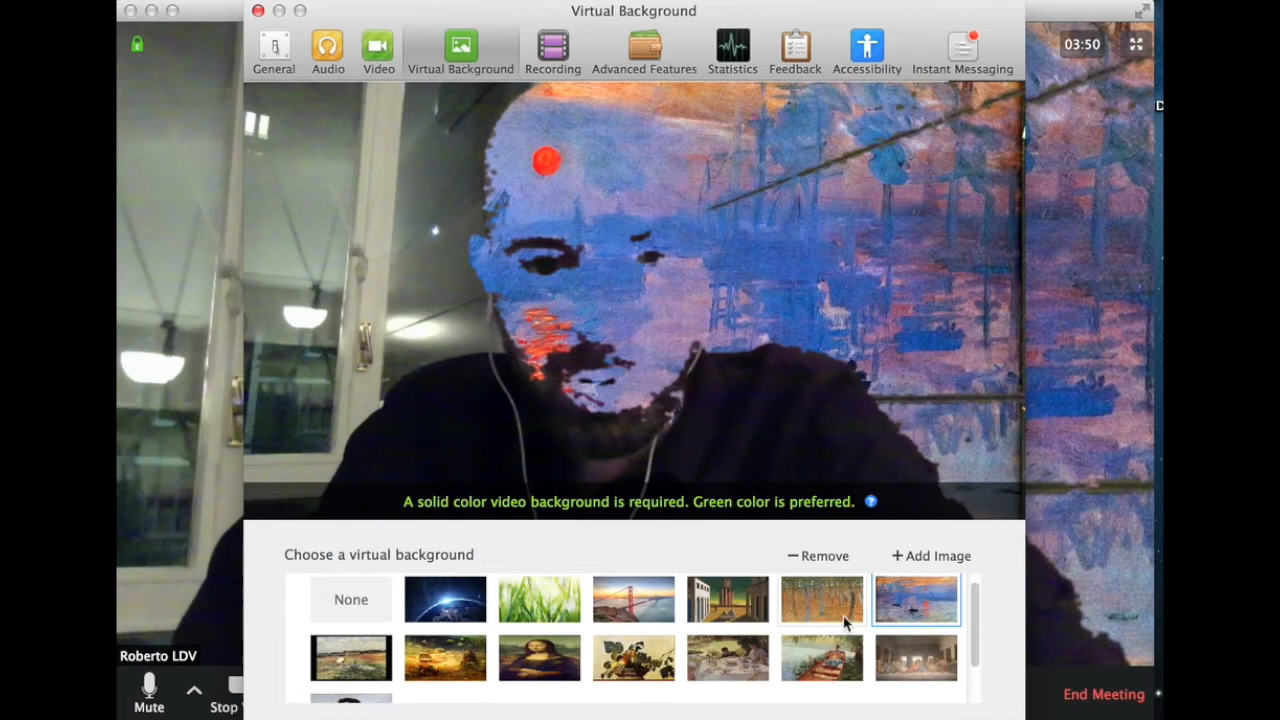 Virtual Background
General Audio Video Virtual Background Recording Advanced Features Statistics Feedback Accessibility Instant Messaging
E
03:50
D
A solid color video background is required. Green color is preferred. ?
Choose a virtual background
− Remove
+ Add Image
None
Roberto LDV
Mute
Stop
End Meeting